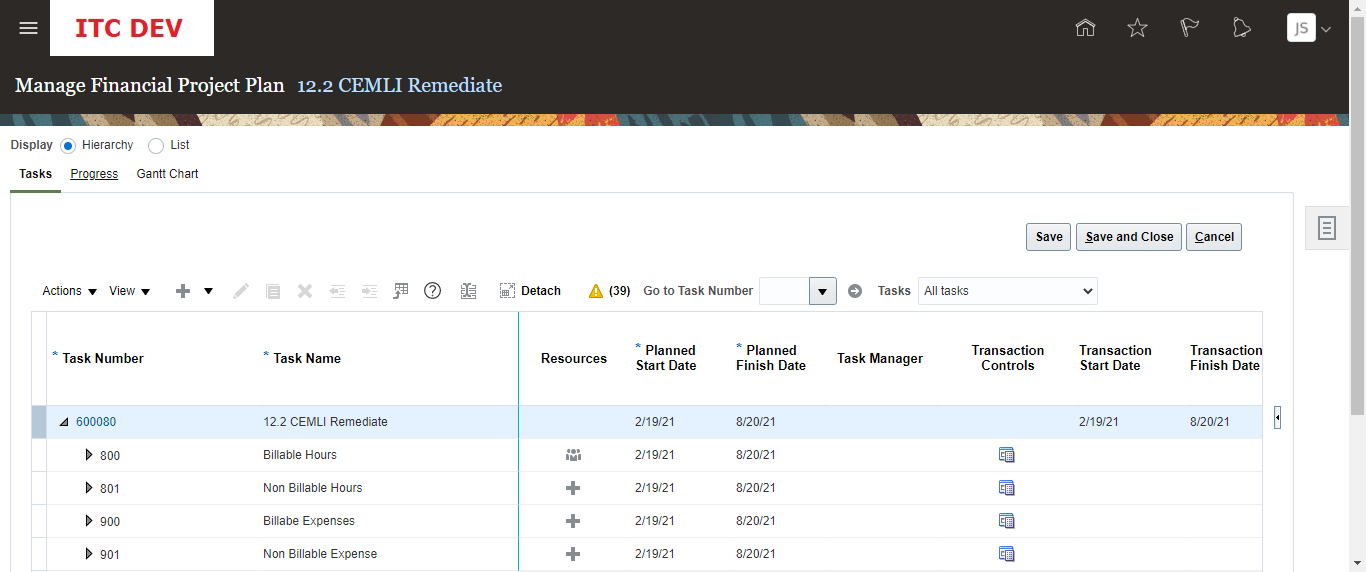 ITC DEV
JS
Manage Financial Project Plan 12.2 CEMLI Remediate
Display Hierarchy List
Tasks Progress Gantt Chart
Save Save and Close Cancel
Actions View Detach (39) Go to Task Number Tasks All tasks
* Task Number * Task Name Resources * Planned Start Date * Planned Finish Date Task Manager Transaction Controls Transaction Start Date Transaction Finish Date
600080 12.2 CEMLI Remediate 2/19/21 8/20/21 2/19/21 8/20/21
800 Billable Hours 2/19/21 8/20/21
801 Non Billable Hours 2/19/21 8/20/21
900 Billabe Expenses 2/19/21 8/20/21
901 Non Billable Expense 2/19/21 8/20/21